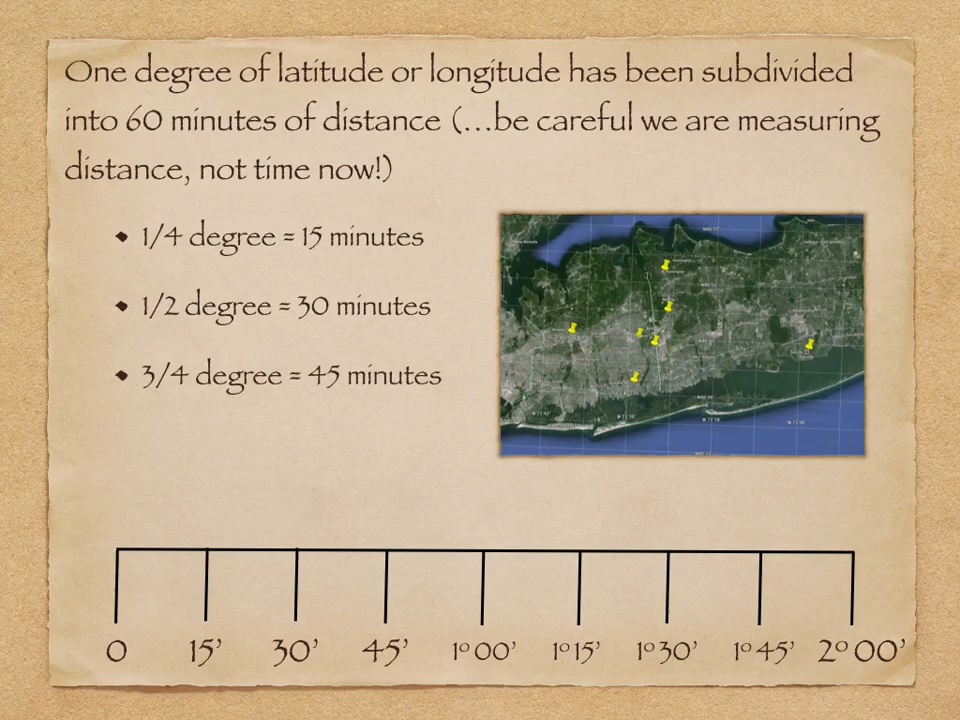 One degree of latitude or longitude has been subdivided
into 60 minutes of distance (...be careful we are measuring
distance, not time now!)
• 1/4 degree = 15 minutes
• 1/2 degree = 30 minutes
• 3/4 degree = 45 minutes
0 15' 30' 45' 1° 00' 1° 15' 1° 30' 1° 45' 2° 00'